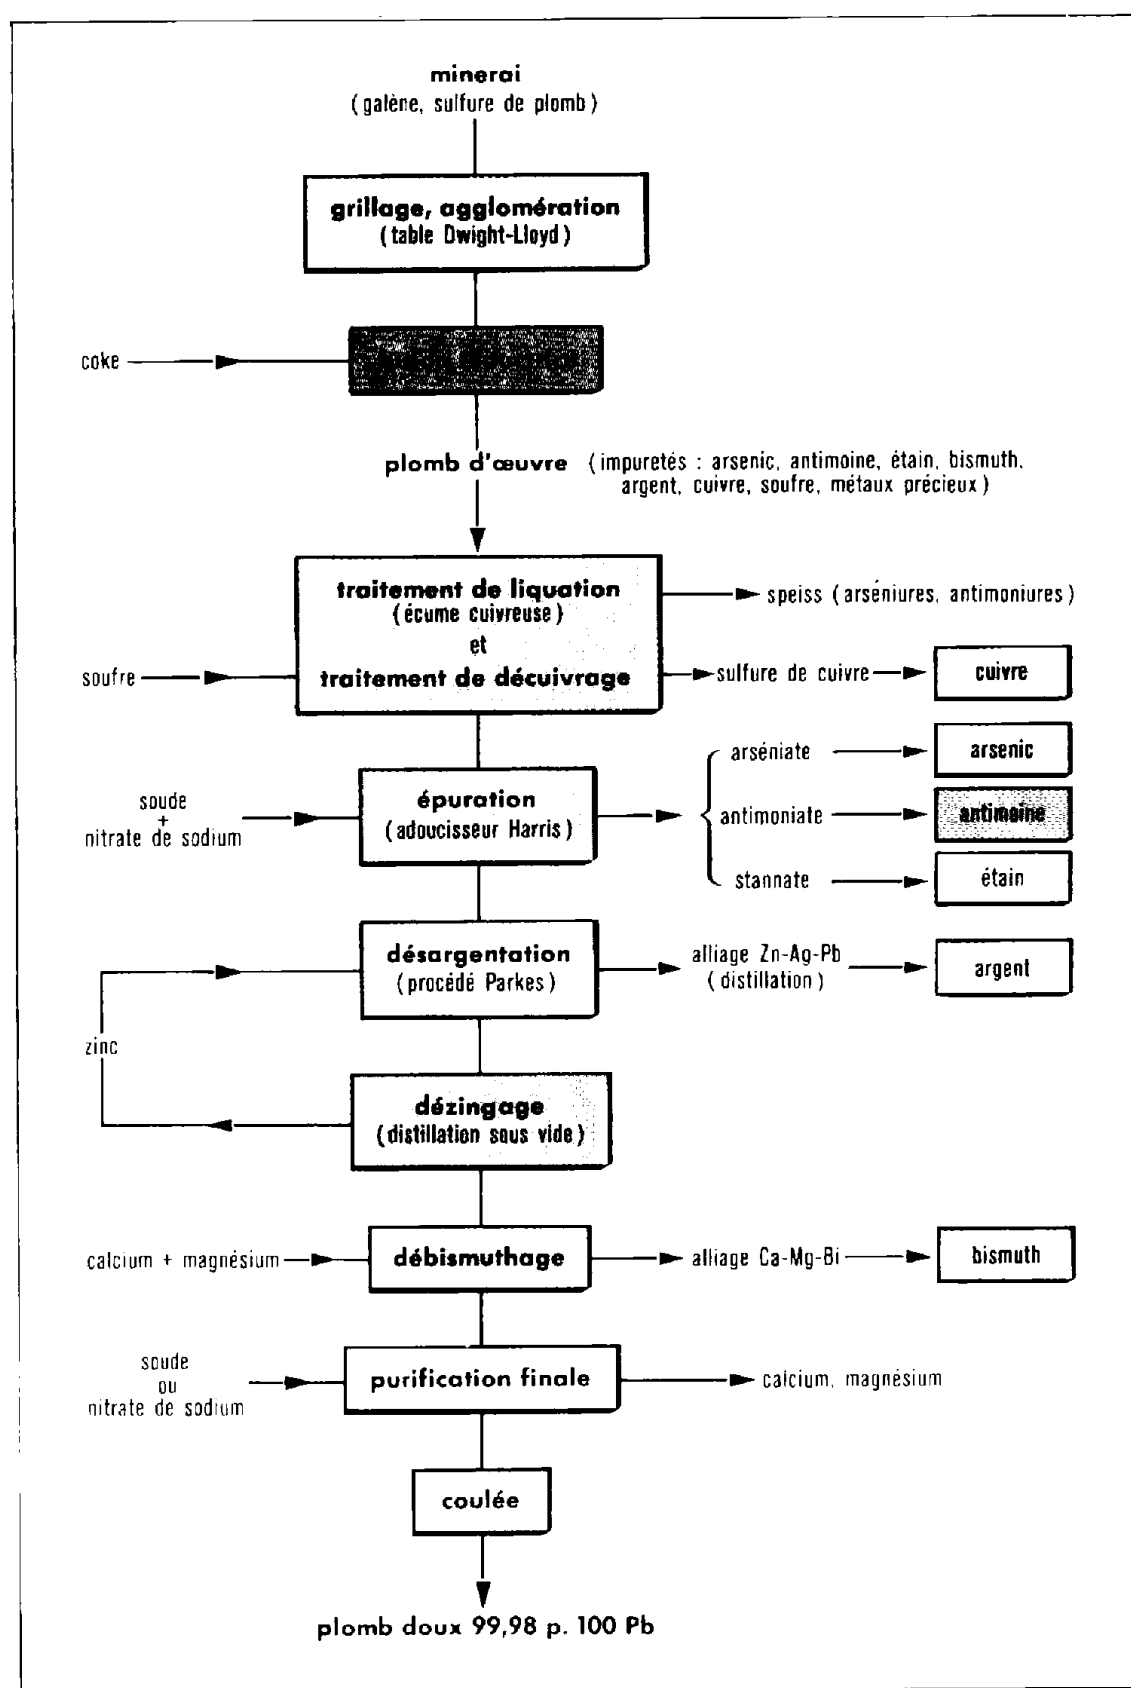 minerai
(galène, sulfure de plomb)
grillage, agglomération
(table Dwight-Lloyd)
coke
plomb d'œuvre (impuretés : arsenic, antimoine, étain, bismuth,
argent, cuivre, soufre, métaux précieux)
traitement de liquation
(écume cuivreuse)
et
traitement de décuivrage
speiss (arséniures, antimoniures)
soufre
sulfure de cuivre
cuivre
soude
+
nitrate de sodium
épuration
(adoucisseur Harris)
arséniate
arsenic
antimoniate
antimoine
stannate
étain
désargentation
(procédé Parkes)
alliage Zn-Ag-Pb
(distillation)
argent
zinc
dézingage
(distillation sous vide)
calcium + magnésium
débismuthage
alliage Ca-Mg-Bi
bismuth
soude
ou
nitrate de sodium
purification finale
calcium, magnésium
coulée
plomb doux 99,98 p. 100 Pb